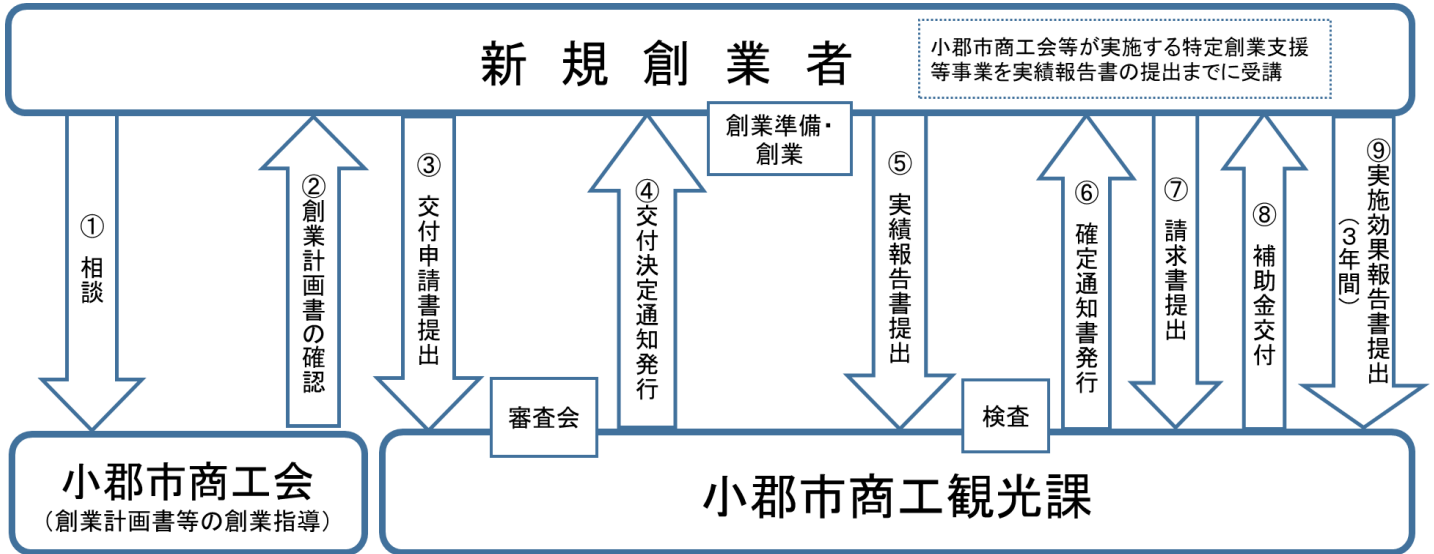 新規創業者
小郡市商工会等が実施する特定創業支援
等事業を実績報告書の提出までに受講
創業準備・
創業
① 相談
②創業計画書の確認
③ 交付申請書提出
④交付決定通知発行
⑤ 実績報告書提出
⑥ 確定通知書発行
⑦ 請求書提出
⑧ 補助金交付
⑨実施効果報告書提出
（３年間）
審査会
検査
小郡市商工会
（創業計画書等の創業指導）
小郡市商工観光課